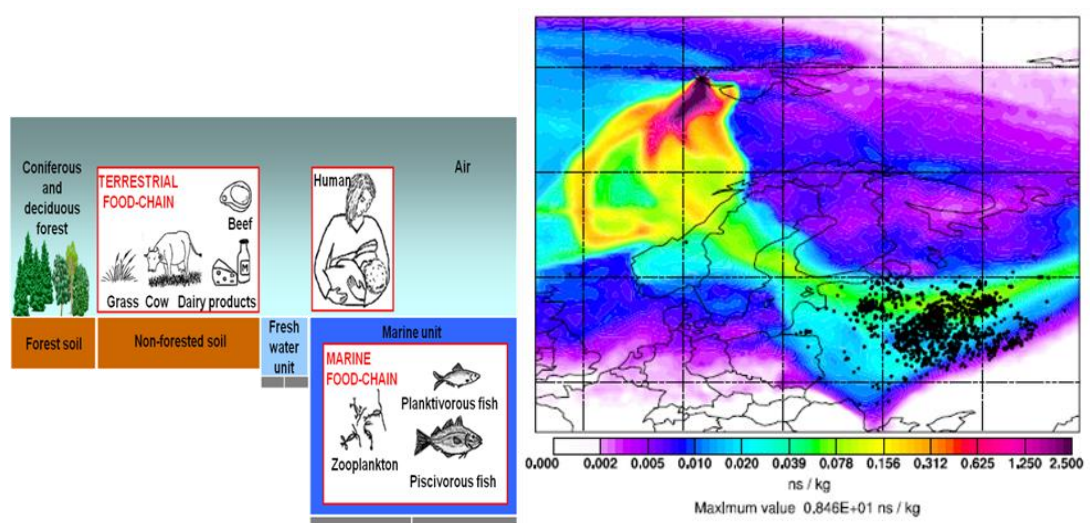 Coniferous
and
deciduous
forest
TERRESTRIAL
FOOD-CHAIN
Beef
Grass Cow Dairy products
Human
Air
Forest soil
Non-forested soil
Fresh
water
unit
Marine unit
MARINE
FOOD-CHAIN
Planktivorous fish
Zooplankton
Piscivorous fish
0.000 0.002 0.005 0.010 0.020 0.039 0.078 0.156 0.312 0.625 1.250 2.500
ns / kg
Maximum value 0.846E+01 ns / kg